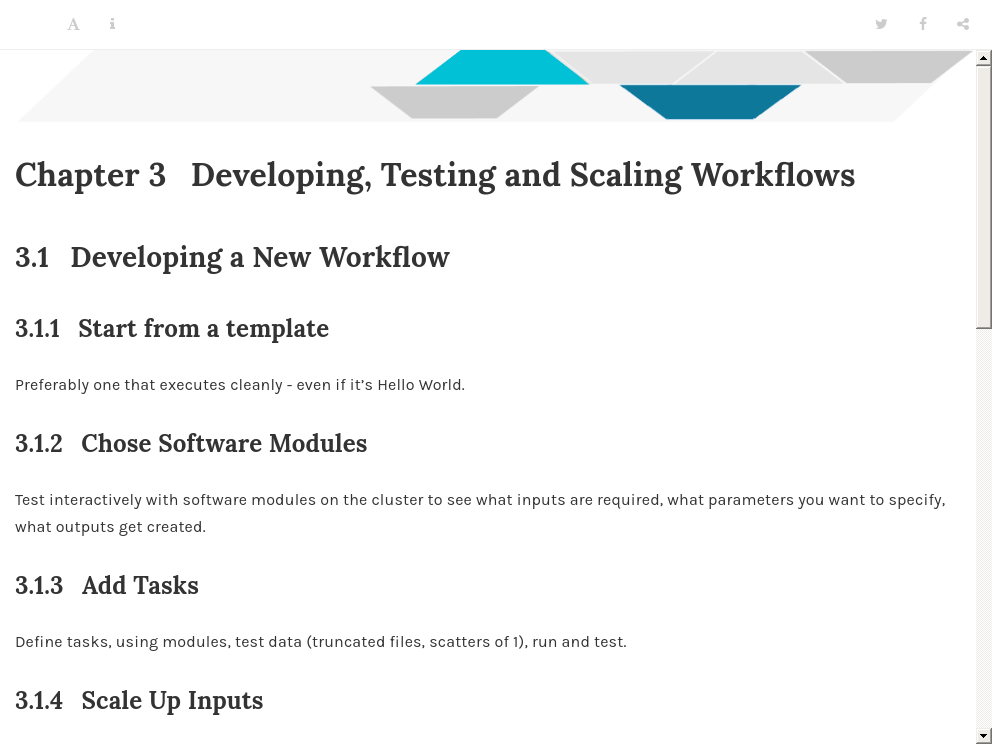 Chapter 3 Developing, Testing and Scaling Workflows
3.1 Developing a New Workflow
3.1.1 Start from a template
Preferably one that executes cleanly - even if it’s Hello World.
3.1.2 Chose Software Modules
Test interactively with software modules on the cluster to see what inputs are required, what parameters you want to specify,
what outputs get created.
3.1.3 Add Tasks
Define tasks, using modules, test data (truncated files, scatters of 1), run and test.
3.1.4 Scale Up Inputs